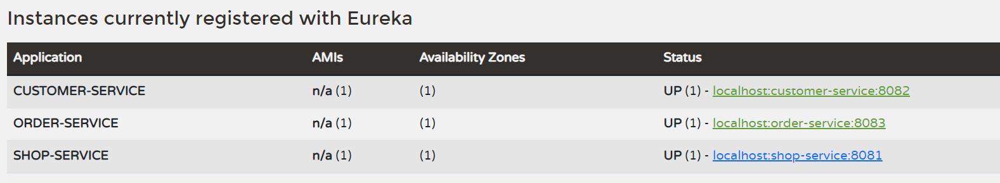 Instances currently registered with Eureka
Application AMIs Availability Zones Status
CUSTOMER-SERVICE n/a (1) (1) UP (1) - localhost:customer-service:8082
ORDER-SERVICE n/a (1) (1) UP (1) - localhost:order-service:8083
SHOP-SERVICE n/a (1) (1) UP (1) - localhost:shop-service:8081